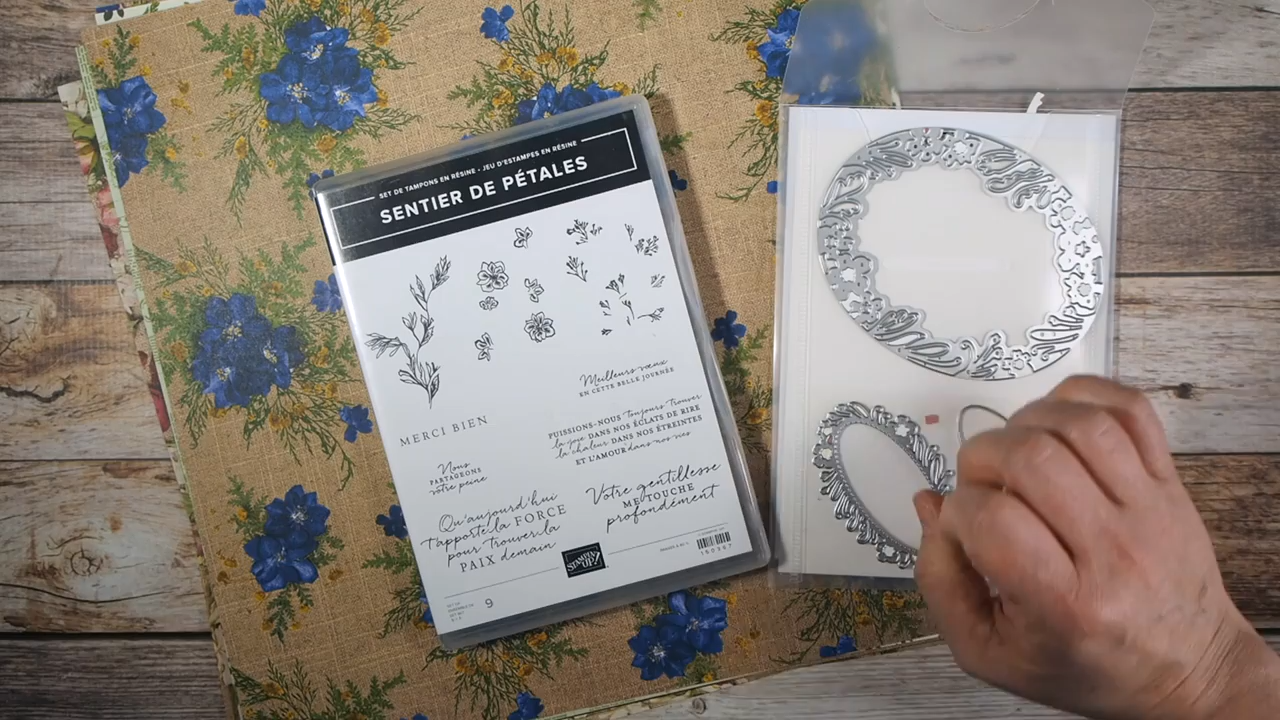 SET DE TAMPONS EN RÉSINE • JEU D'ESTAMPES EN RÉSINE
SENTIER DE PÉTALES
Meilleurs vœux
EN CETTE BELLE JOURNÉE
MERCI BIEN
PUISSIONS-NOUS toujours trouver
la joie DANS NOS ÉCLATS DE RIRE
la chaleur DANS NOS ÉTREINTES
ET L'AMOUR dans nos vies
Nous
PARTAGEONS
votre peine
Votre gentillesse
ME TOUCHE
profondément
Qu'aujourd'hui
t'apporte la FORCE
pour trouver la
PAIX demain
STAMPIN' UP!
9